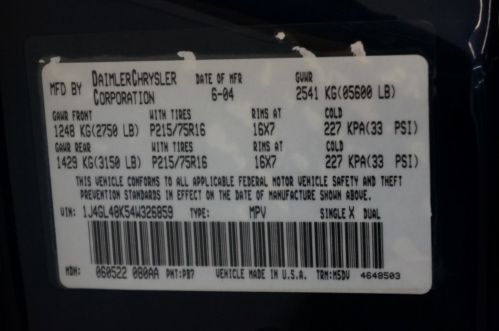 MFD BY DAIMLERCHRYSLER CORPORATION DATE OF MFR 6-04 GVWR 2541 KG(05600 LB)
GAWR FRONT WITH TIRES RIMS AT COLD
1248 KG(2750 LB) P215/75R16 16X7 227 KPA(33 PSI)
GAWR REAR WITH TIRES RIMS AT COLD
1429 KG(3150 LB) P215/75R16 16X7 227 KPA(33 PSI)
THIS VEHICLE CONFORMS TO ALL APPLICABLE FEDERAL MOTOR VEHICLE SAFETY AND THEFT
PREVENTION STANDARDS IN EFFECT ON THE DATE OF MANUFACTURE SHOWN ABOVE.
VIN: 1J4GL48K54W326859 TYPE: MPV SINGLE X DUAL
MDH: 060522 080AA PNT:PB7 VEHICLE MADE IN U.S.A. TRM:MSDV 4648503